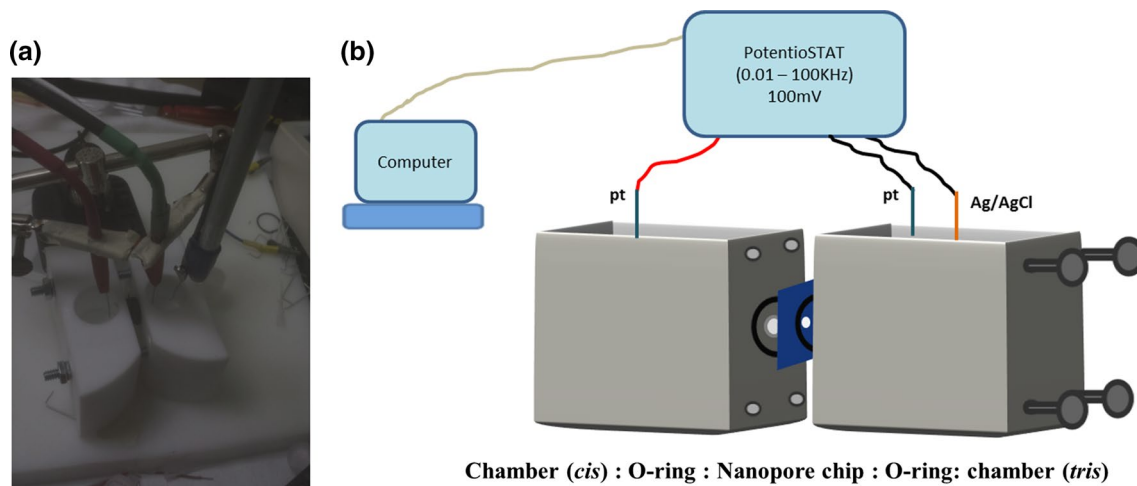 (a)
(b)
PotentioSTAT
(0.01 – 100KHz)
100mV
Computer
pt
pt
Ag/AgCl
Chamber (cis) : O-ring : Nanopore chip : O-ring: chamber (tris)